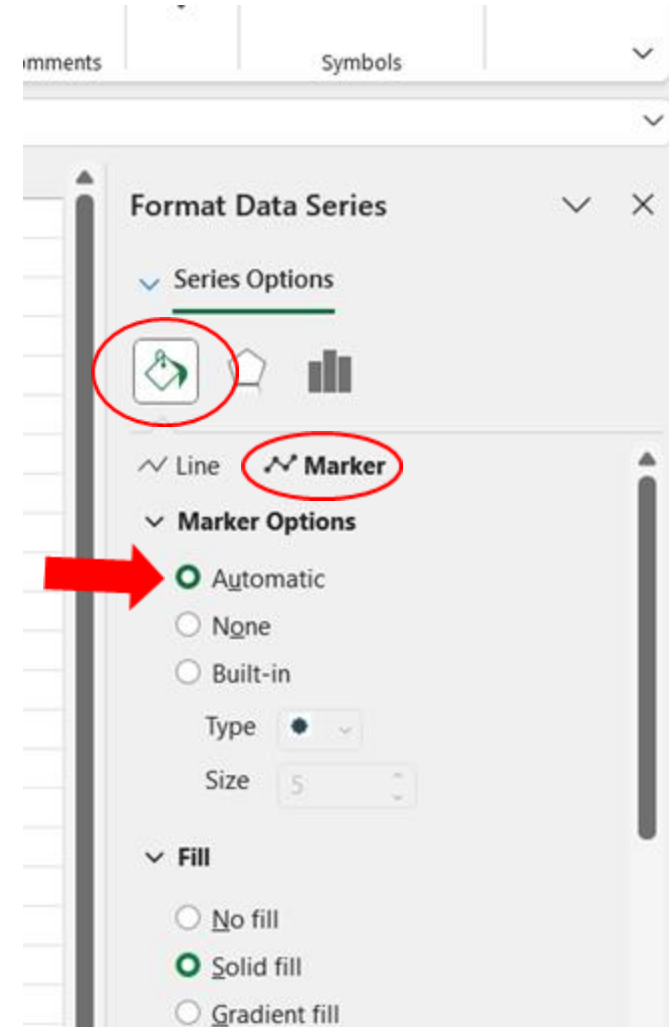 Symbols
Format Data Series
Series Options
Line Marker
Marker Options
Automatic
None
Built-in
Type
Size 5
Fill
No fill
Solid fill
Gradient fill